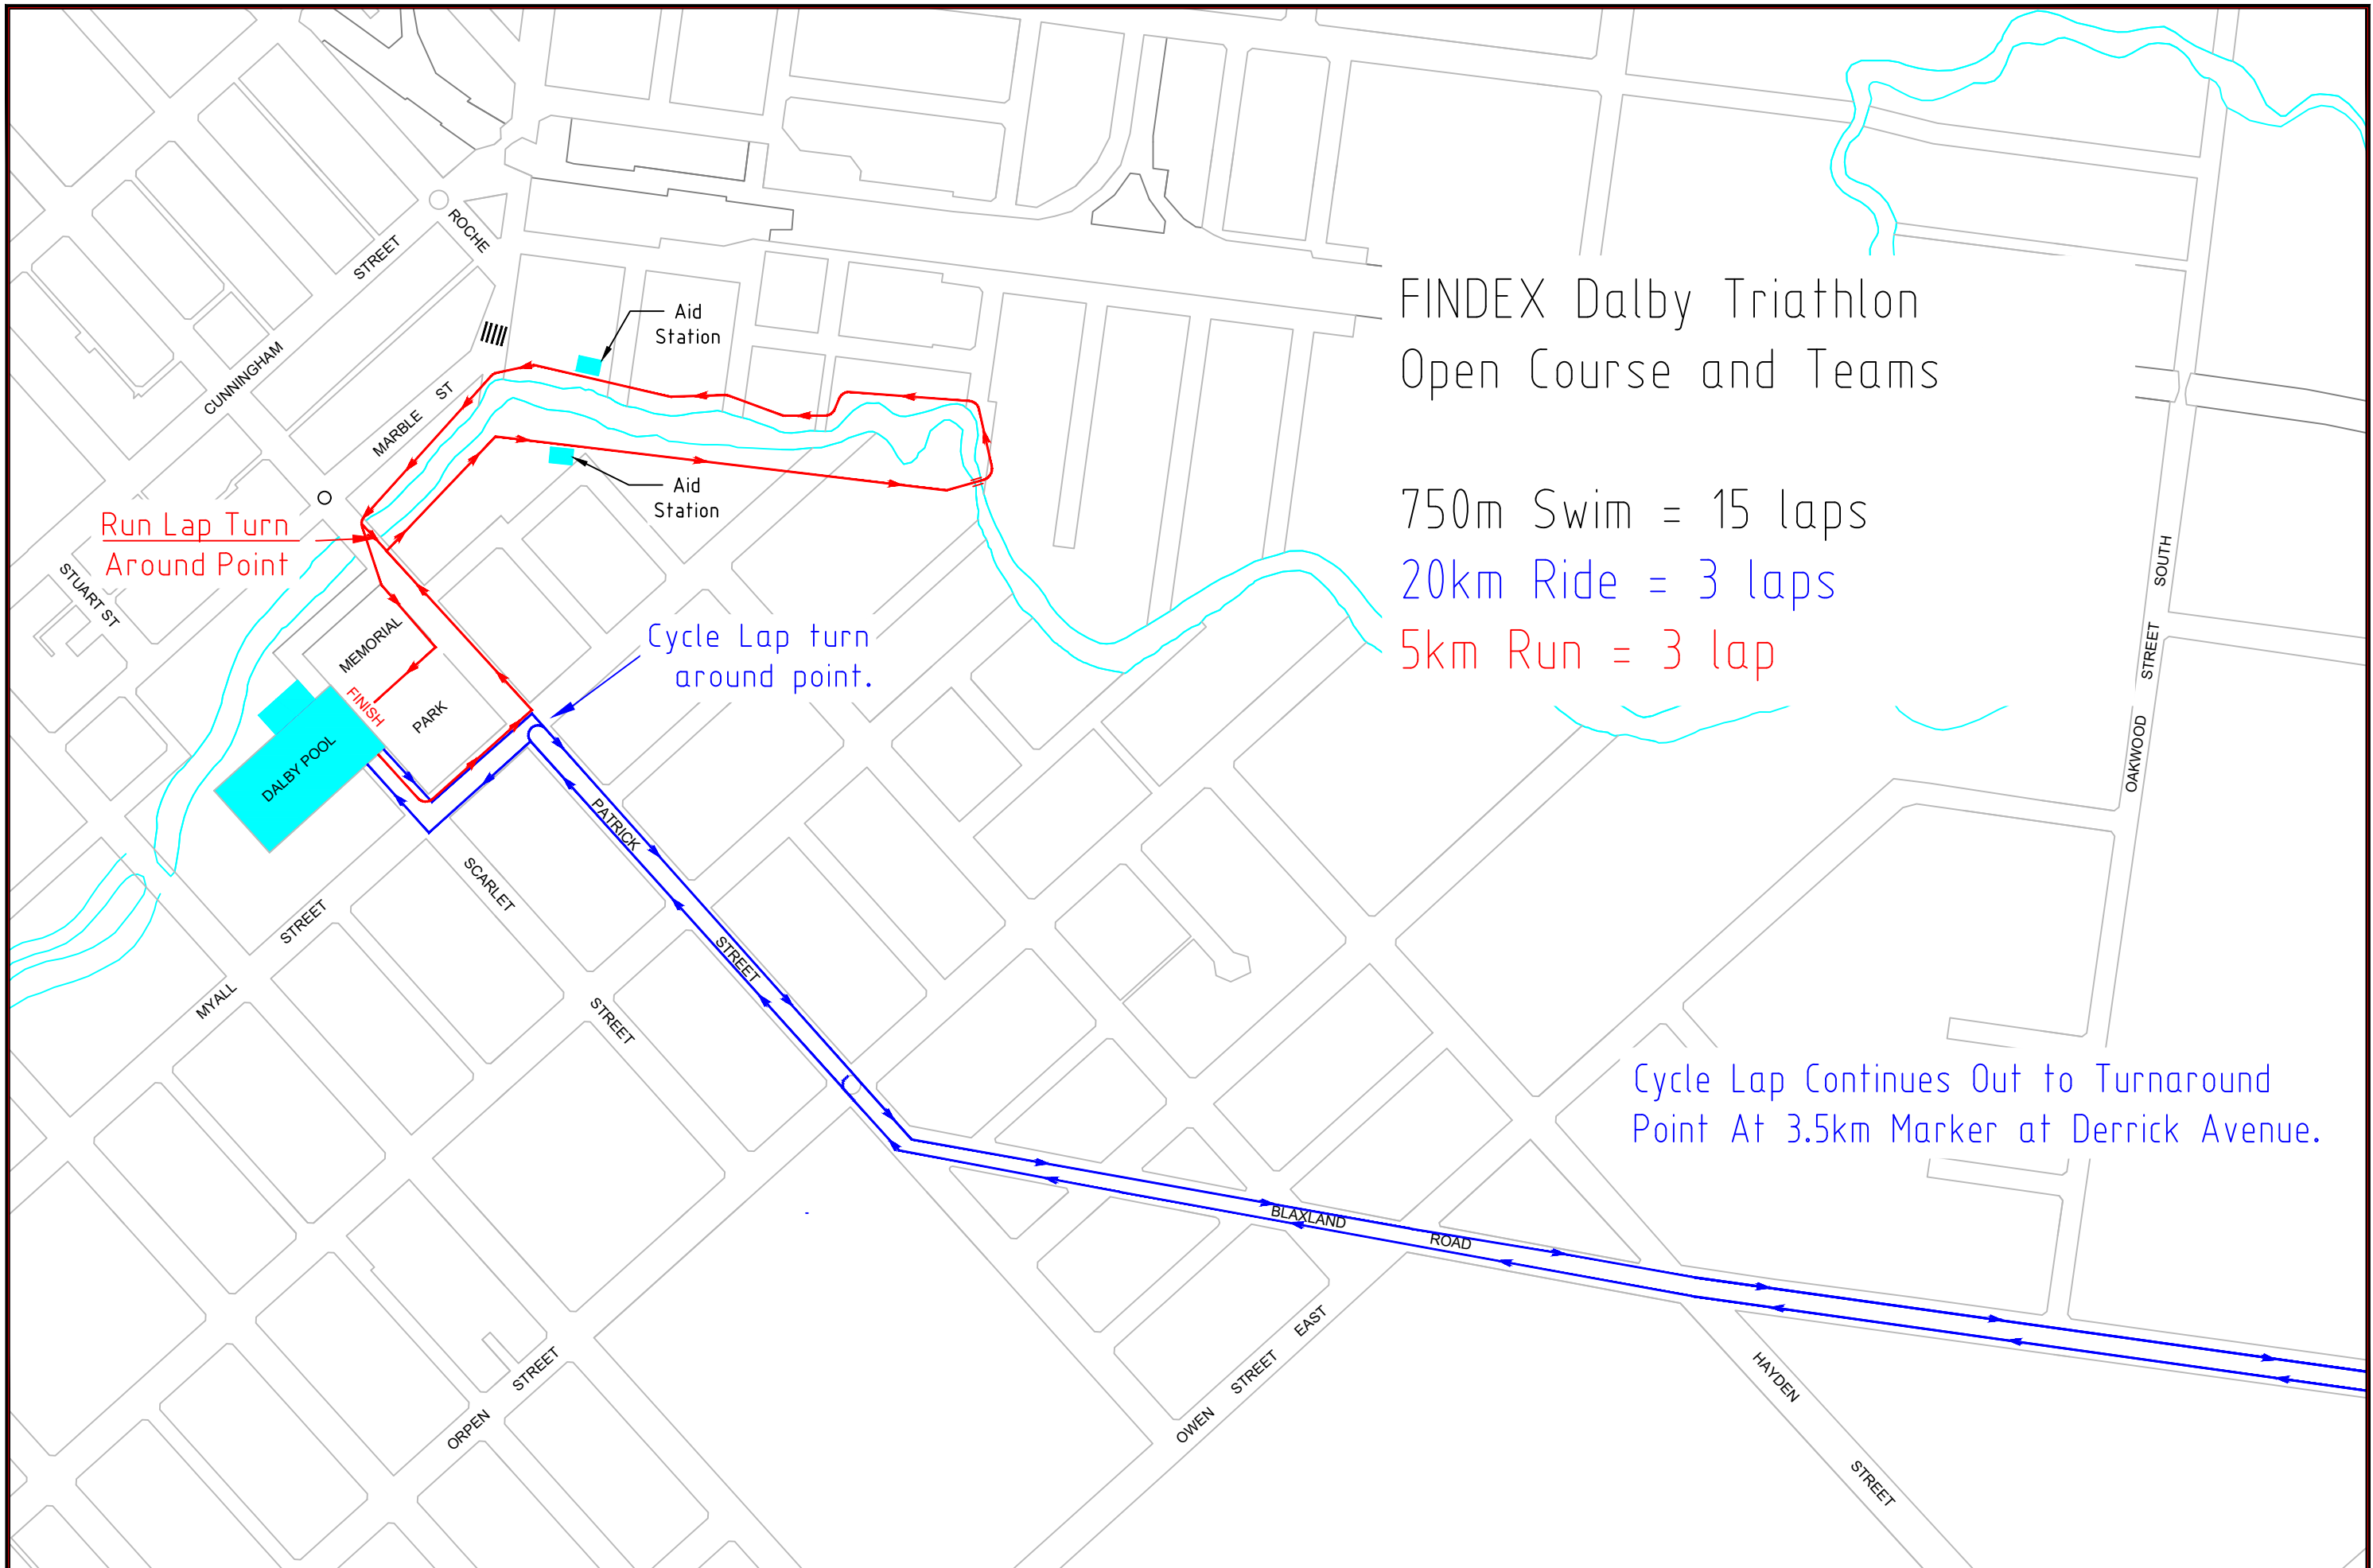 ROCHE
STREET
CUNNINGHAM
MARBLE
ST
Aid
Station
Aid
Station
FINDEX Dalby Triathlon
Open Course and Teams
750m Swim = 15 laps
20km Ride = 3 laps
5km Run = 3 lap
Run Lap Turn
Around Point
STUART ST
MEMORIAL
PARK
FINISH
DALBY POOL
Cycle Lap turn
around point.
SOUTH
STREET
OAKWOOD
PATRICK
STREET
SCARLET
STREET
STREET
MYALL
Cycle Lap Continues Out to Turnaround
Point At 3.5km Marker at Derrick Avenue.
BLAXLAND
ROAD
EAST
STREET
OWEN
STREET
ORPEN
HAYDEN
STREET